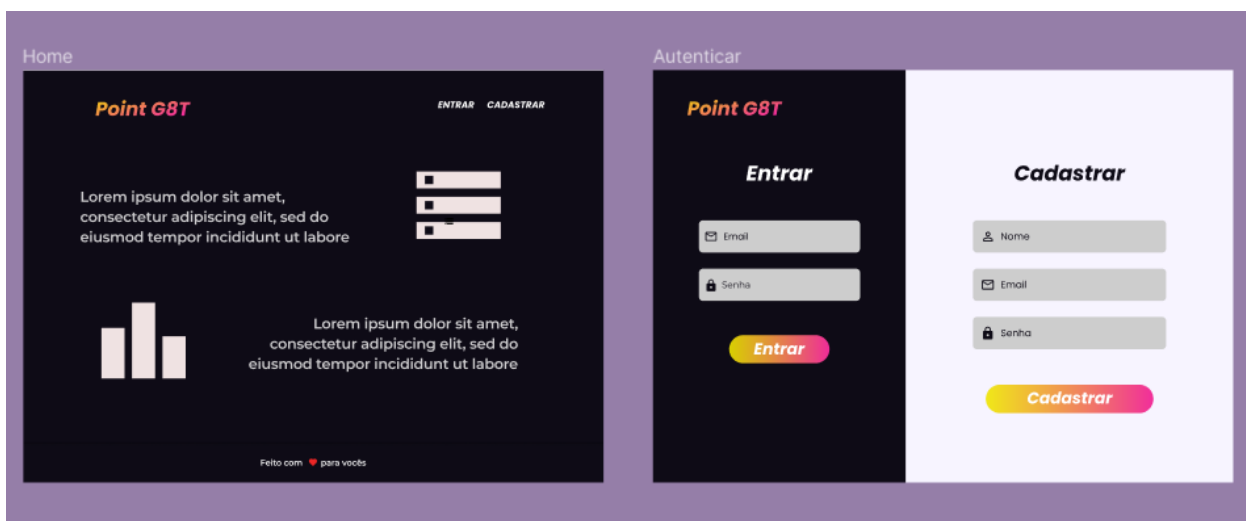 Home
Point G8T
ENTRAR CADASTRAR
Lorem ipsum dolor sit amet,
consectetur adipiscing elit, sed do
eiusmod tempor incididunt ut labore
Lorem ipsum dolor sit amet,
consectetur adipiscing elit, sed do
eiusmod tempor incididunt ut labore
Feito com ❤ para vocês
Autenticar
Point G8T
Entrar
Email
Senha
Entrar
Cadastrar
Nome
Email
Senha
Cadastrar